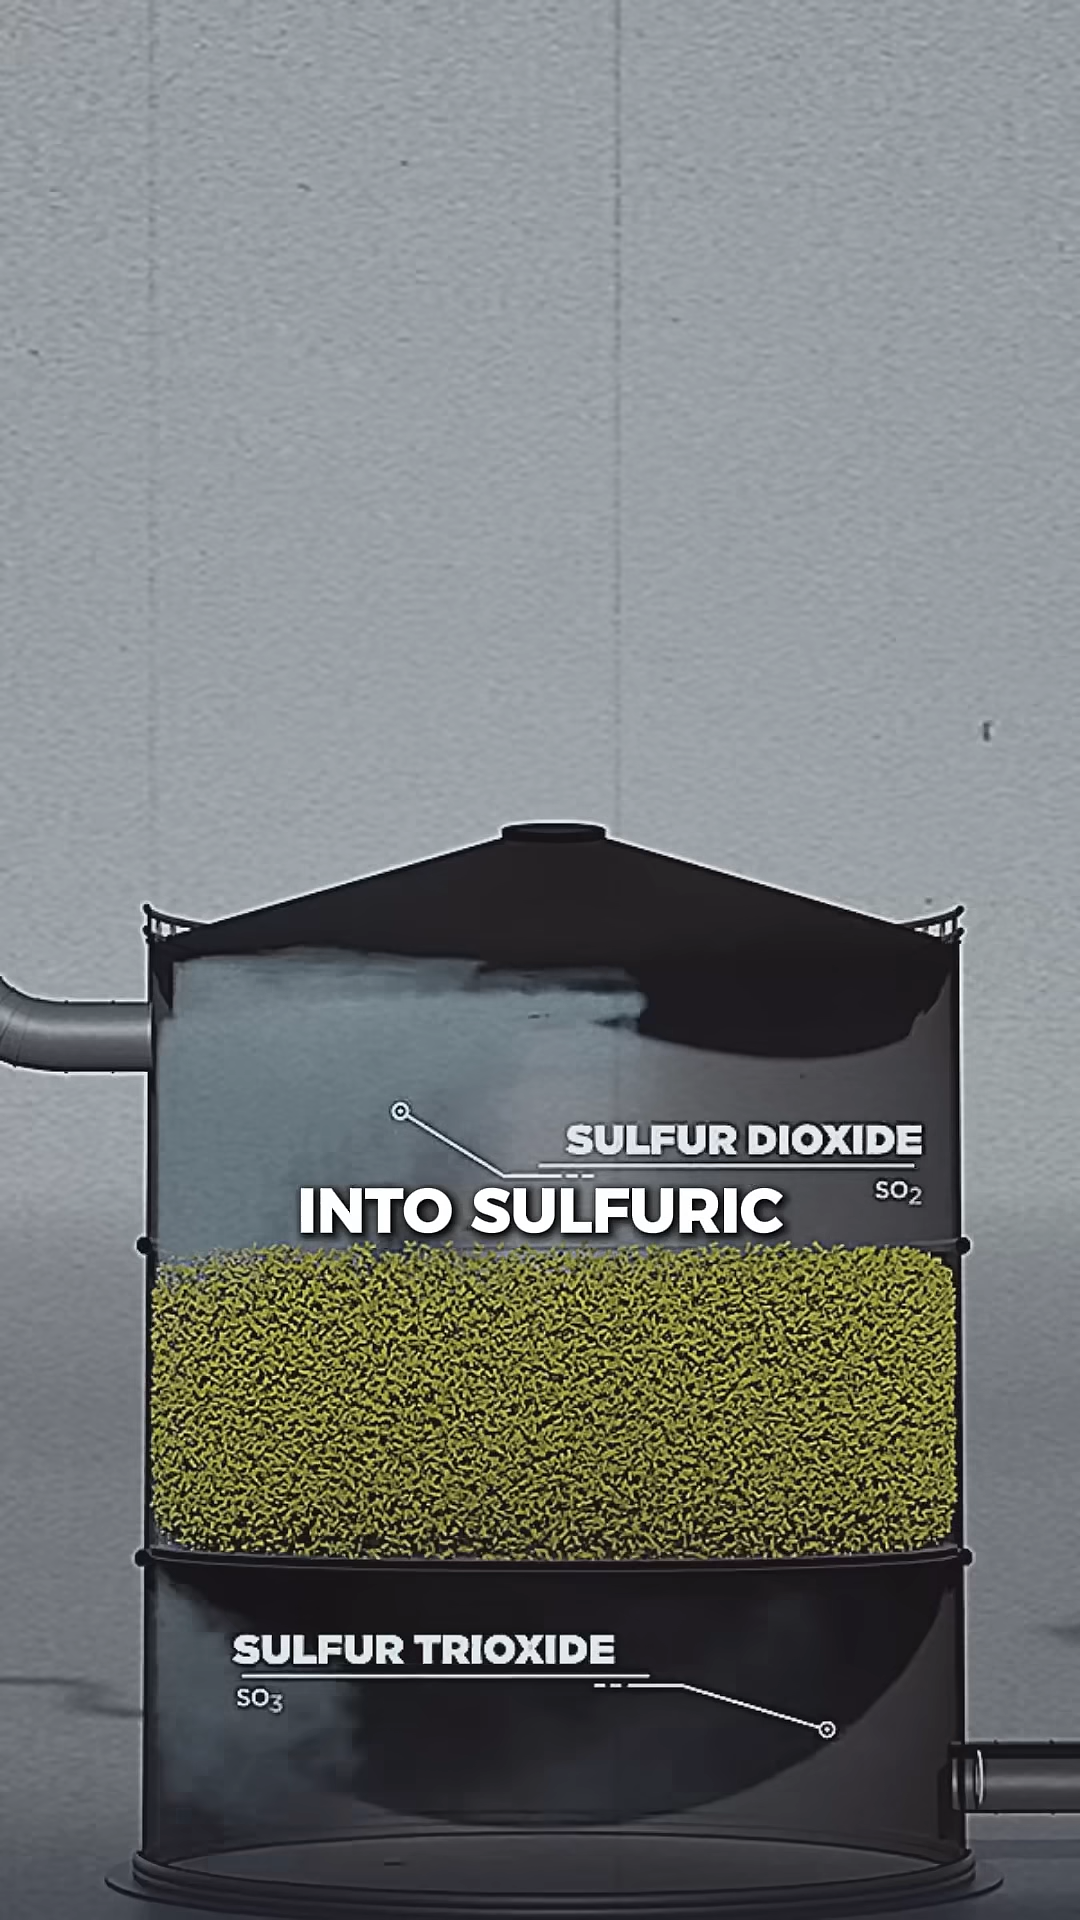 SULFUR DIOXIDE
SO₂
INTO SULFURIC
SULFUR TRIOXIDE
SO₃